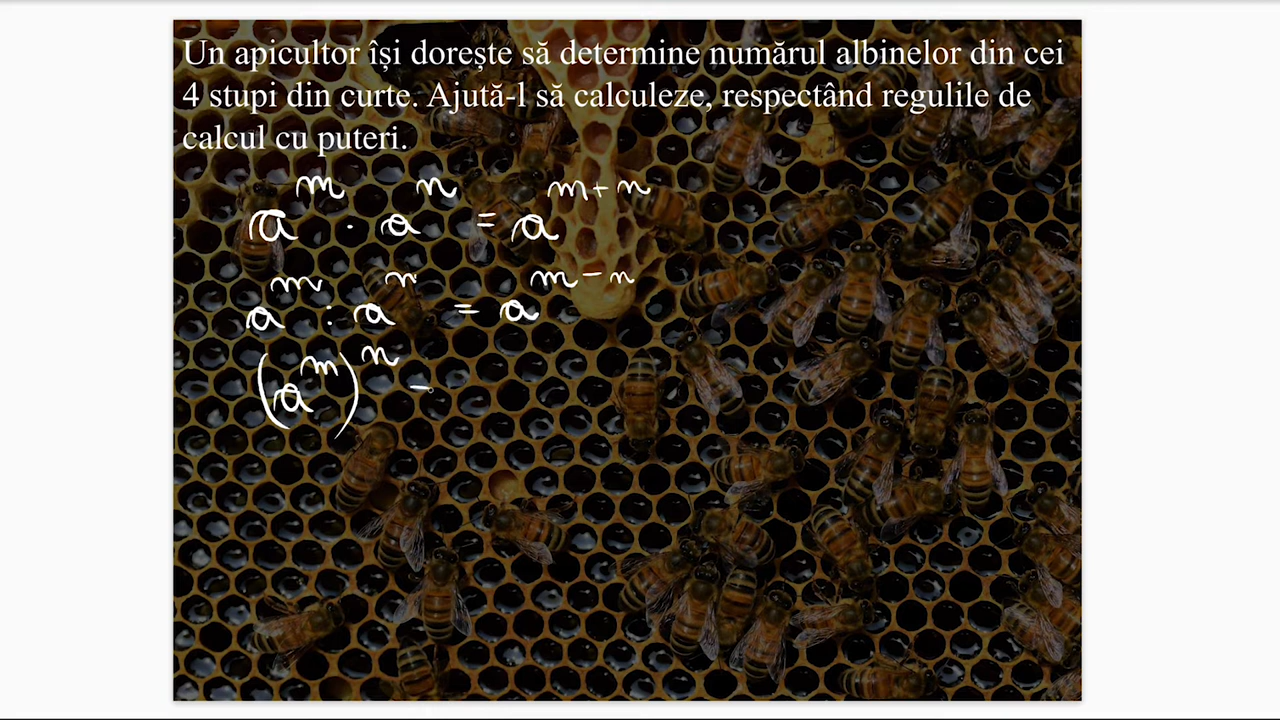 Un apicultor își dorește să determine numărul albinelor din cei
4 stupi din curte. Ajută-l să calculeze, respectând regulile de
calcul cu puteri.
a^m · a^n = a^{m+n}
a^m : a^n = a^{m-n}
(a^m)^n -